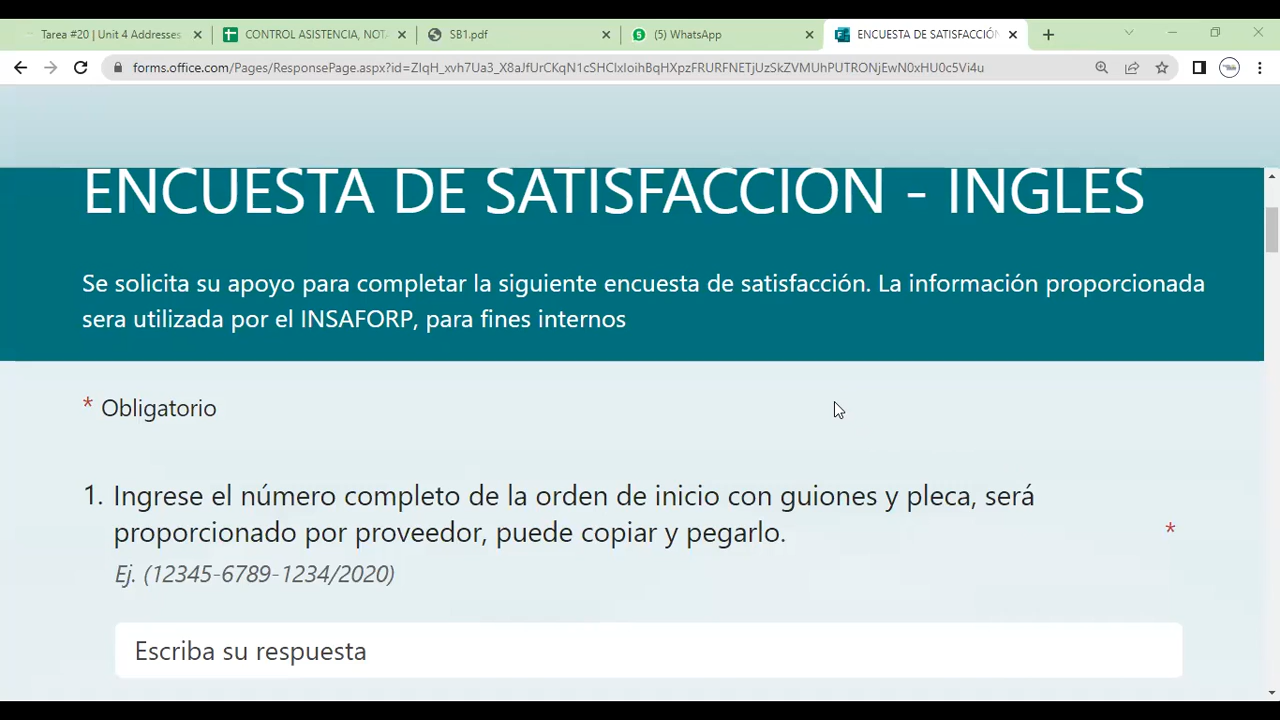 Tarea #20 | Unit 4 Addresses
CONTROL ASISTENCIA, NOT
SB1.pdf
5
(5) WhatsApp
ENCUESTA DE SATISFACCIÓN
forms.office.com/Pages/ResponsePage.aspx?id=ZIqH_xvh7Ua3_X8aJfUrCKqN1cSHClxIoihBqHXpzFRURFNETjUzSkZVMUhPUTRONjEwN0xHU0c5Vi4u
ENCUESTA DE SATISFACCION - INGLES
Se solicita su apoyo para completar la siguiente encuesta de satisfacción. La información proporcionada
sera utilizada por el INSAFORP, para fines internos
* Obligatorio
1. Ingrese el número completo de la orden de inicio con guiones y pleca, será
proporcionado por proveedor, puede copiar y pegarlo. *
Ej. (12345-6789-1234/2020)
Escriba su respuesta